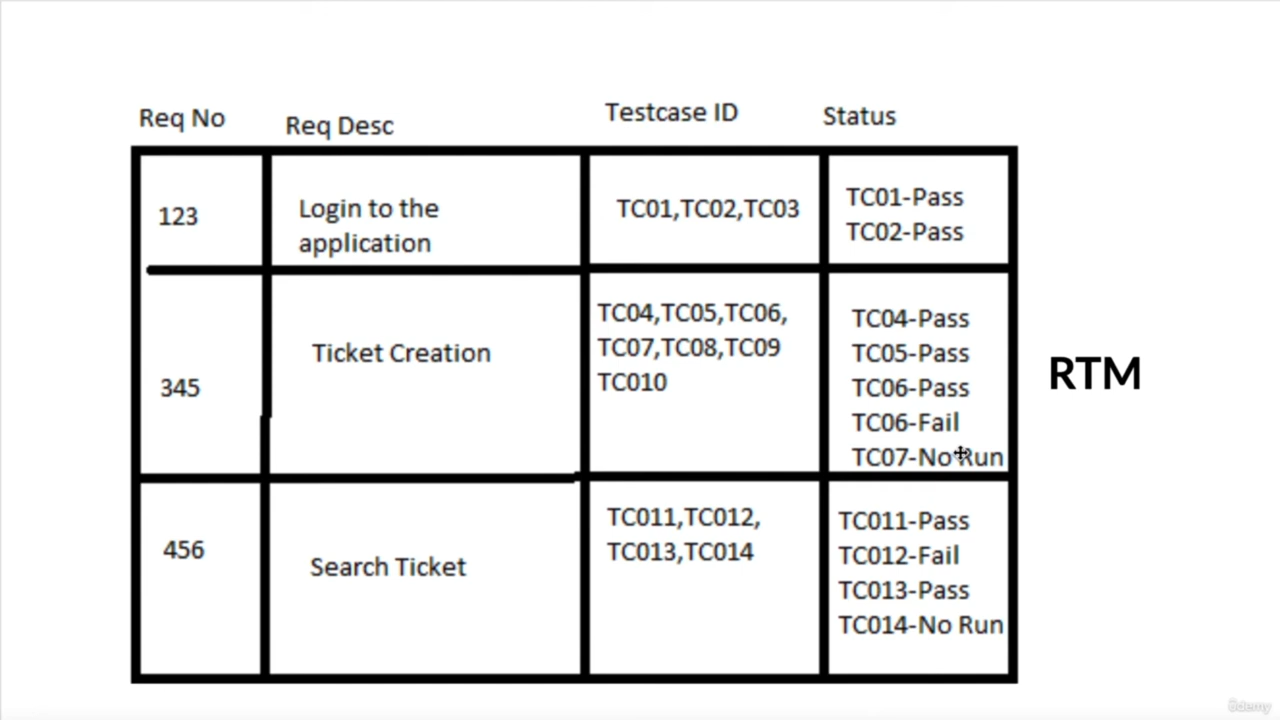 Req No
Req Desc
Testcase ID
Status
123
Login to the
application
TC01,TC02,TC03
TC01-Pass
TC02-Pass
345
Ticket Creation
TC04,TC05,TC06,
TC07,TC08,TC09
TC010
TC04-Pass
TC05-Pass
TC06-Pass
TC06-Fail
TC07-No Run
456
Search Ticket
TC011,TC012,
TC013,TC014
TC011-Pass
TC012-Fail
TC013-Pass
TC014-No Run
RTM
ûdemy